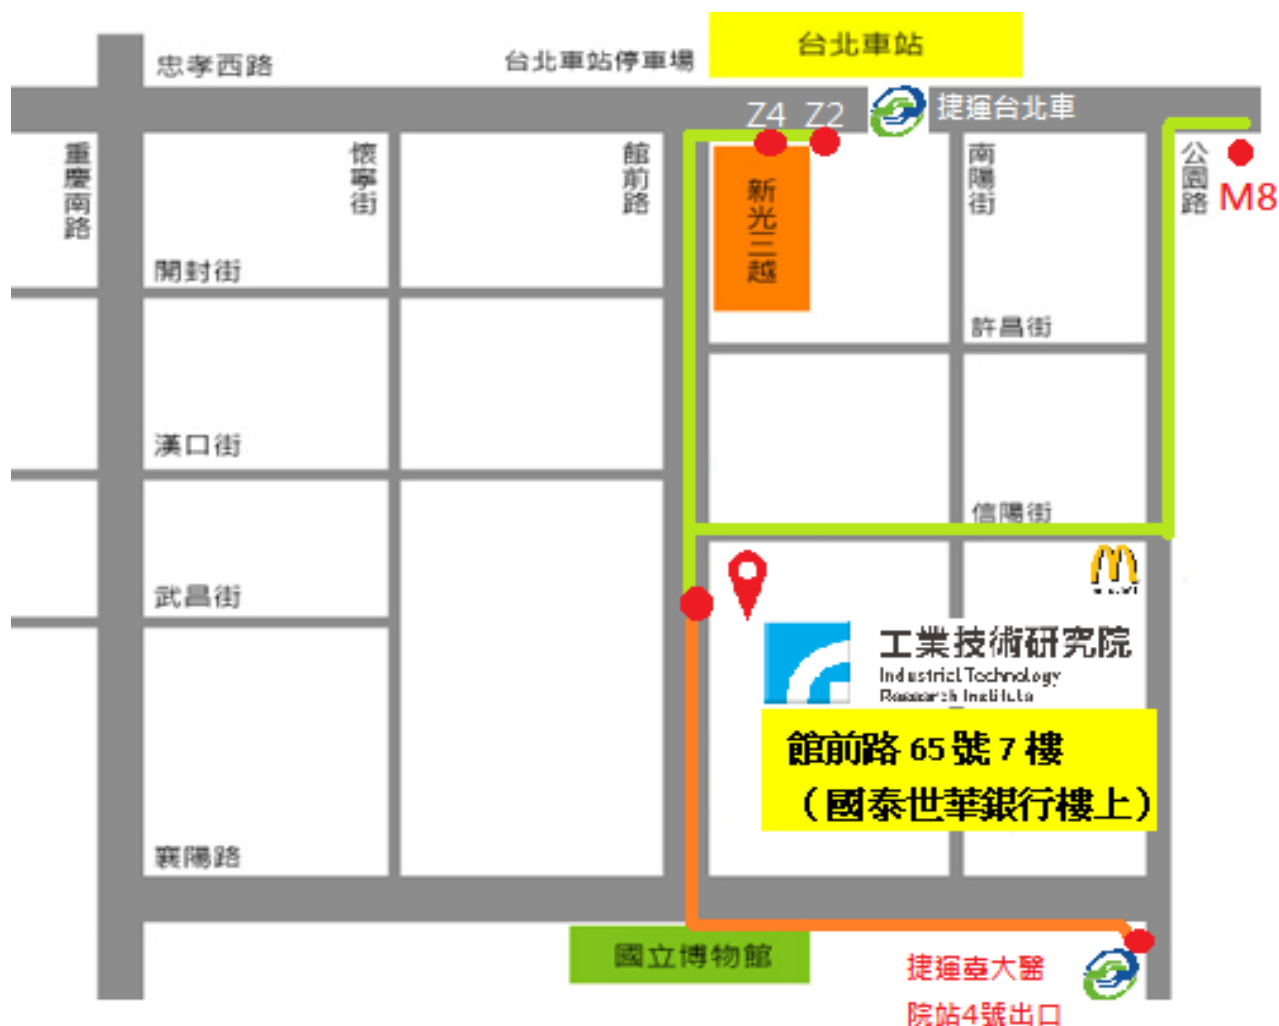 台北車站
忠孝西路
台北車站停車場
捷運台北車
Z4
Z2
重慶南路
懷寧街
館前路
新光三越
南陽街
公園路
M8
開封街
許昌街
漢口街
信陽街
武昌街
工業技術研究院
Industrial Technology
Research Institute
館前路 65 號 7 樓
（國泰世華銀行樓上）
襄陽路
國立博物館
捷運臺大醫
院站4號出口